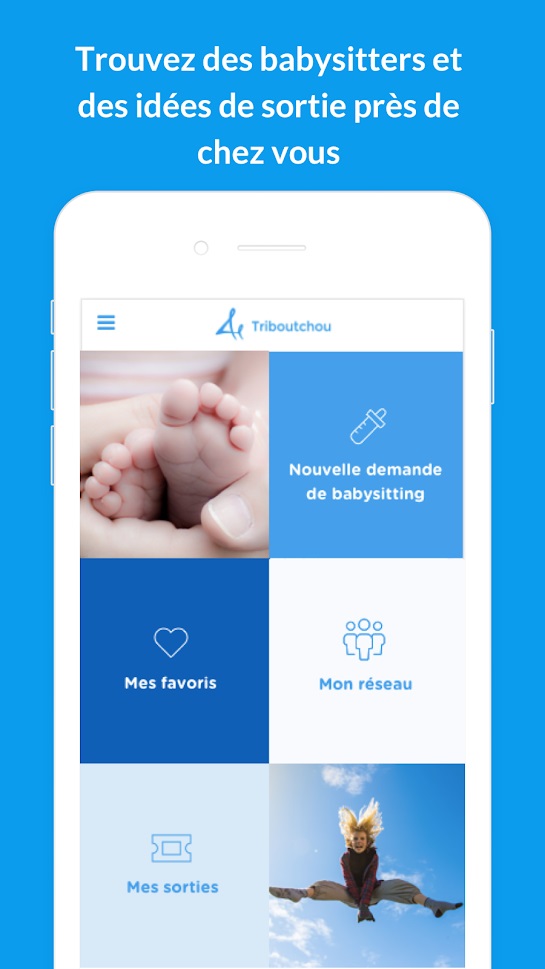 Trouvez des babysitters et
des idées de sortie près de
chez vous
Triboutchou
Nouvelle demande
de babysitting
Mes favoris
Mon réseau
Mes sorties